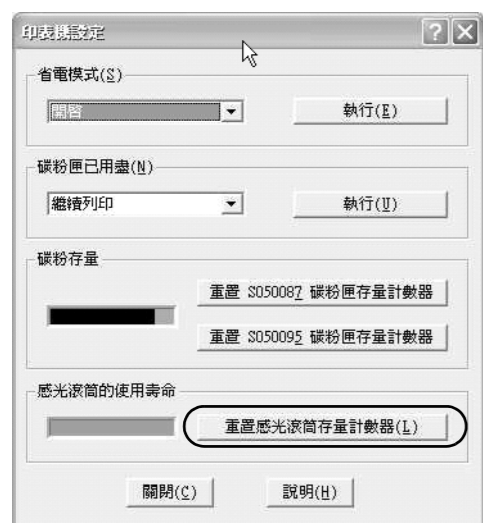 印表機設定
省電模式(S)
開啓
執行(E)
碳粉匣已用盡(N)
繼續列印
執行(U)
碳粉存量
重置 S050087 碳粉匣存量計數器
重置 S050095 碳粉匣存量計數器
感光滾筒的使用壽命
重置感光滾筒存量計數器(L)
關閉(C)
說明(H)